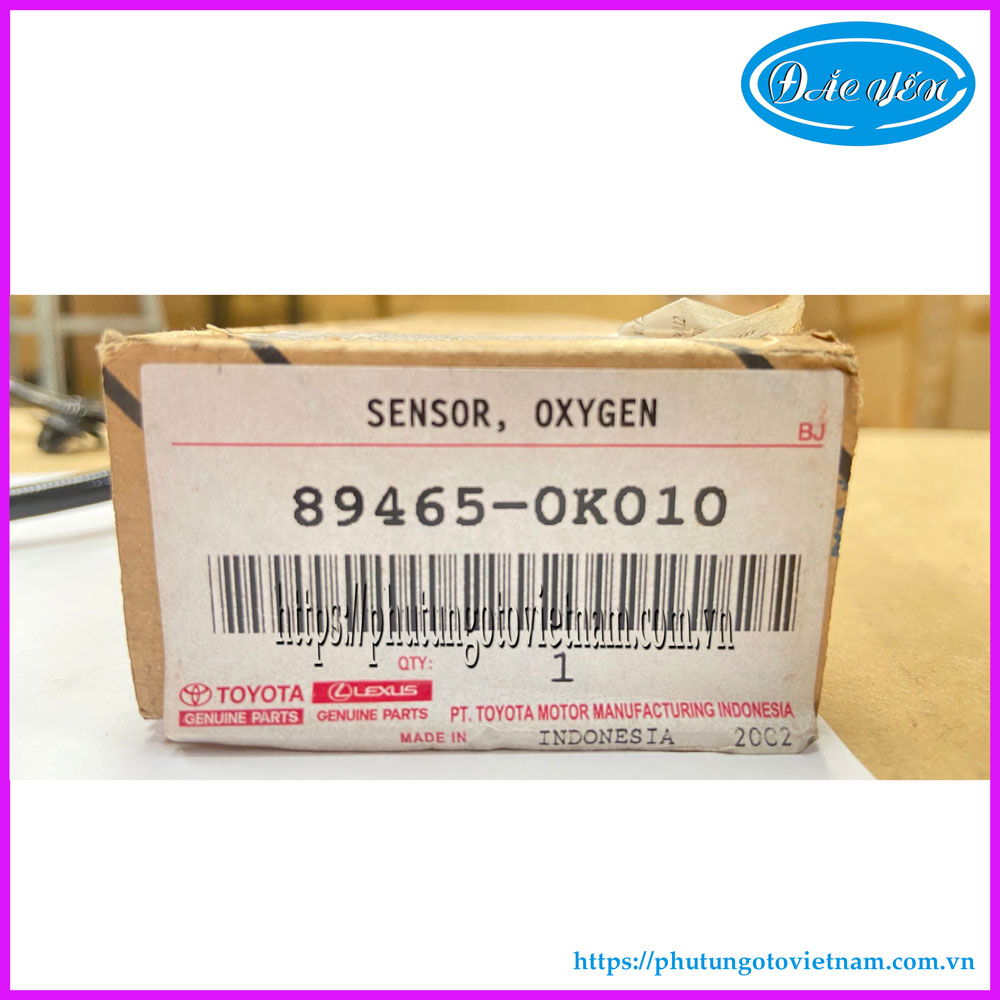 ĐẮC YẾN
SENSOR, OXYGEN
BJ
89465-0K010
https://phutungotovietnam.com.vn
QTY: 1
TOYOTA LEXUS
GENUINE PARTS GENUINE PARTS PT. TOYOTA MOTOR MANUFACTURING INDONESIA
MADE IN INDONESIA 20C2
https://phutungotovietnam.com.vn